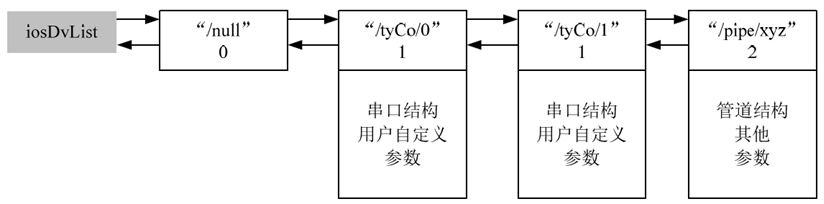 iosDvList
“/null”
0
“/tyCo/0”
1
串口结构
用户自定义
参数
“/tyCo/1”
1
串口结构
用户自定义
参数
“/pipe/xyz”
2
管道结构
其他
参数